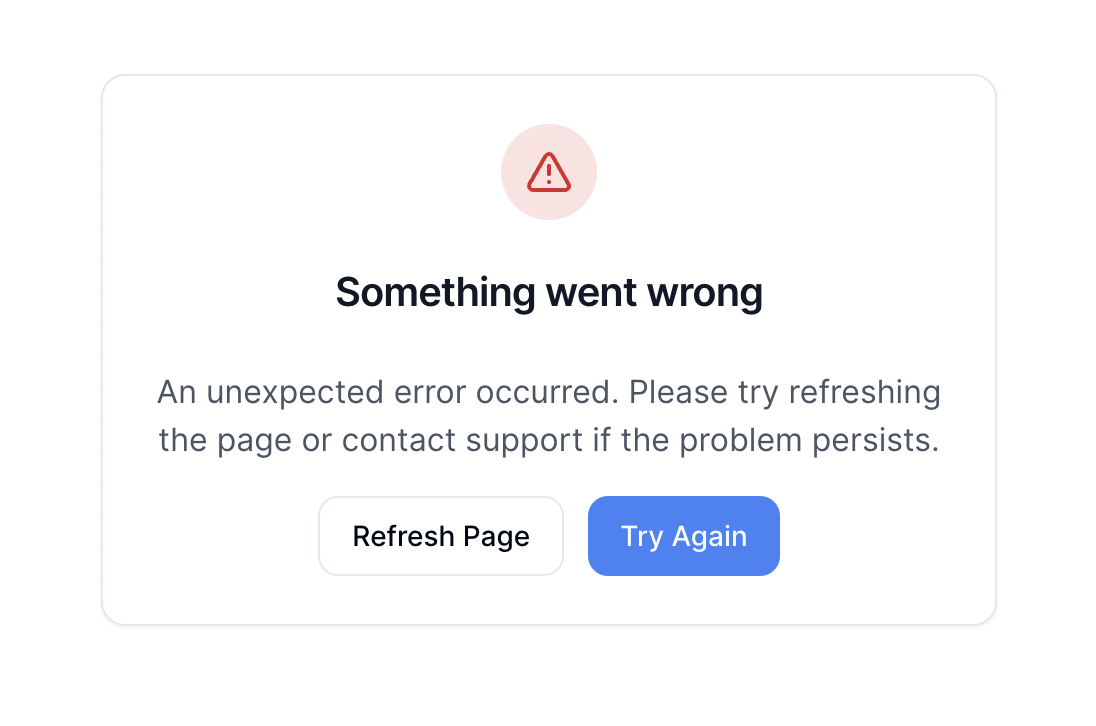 Something went wrong
An unexpected error occurred. Please try refreshing
the page or contact support if the problem persists.
Refresh Page
Try Again